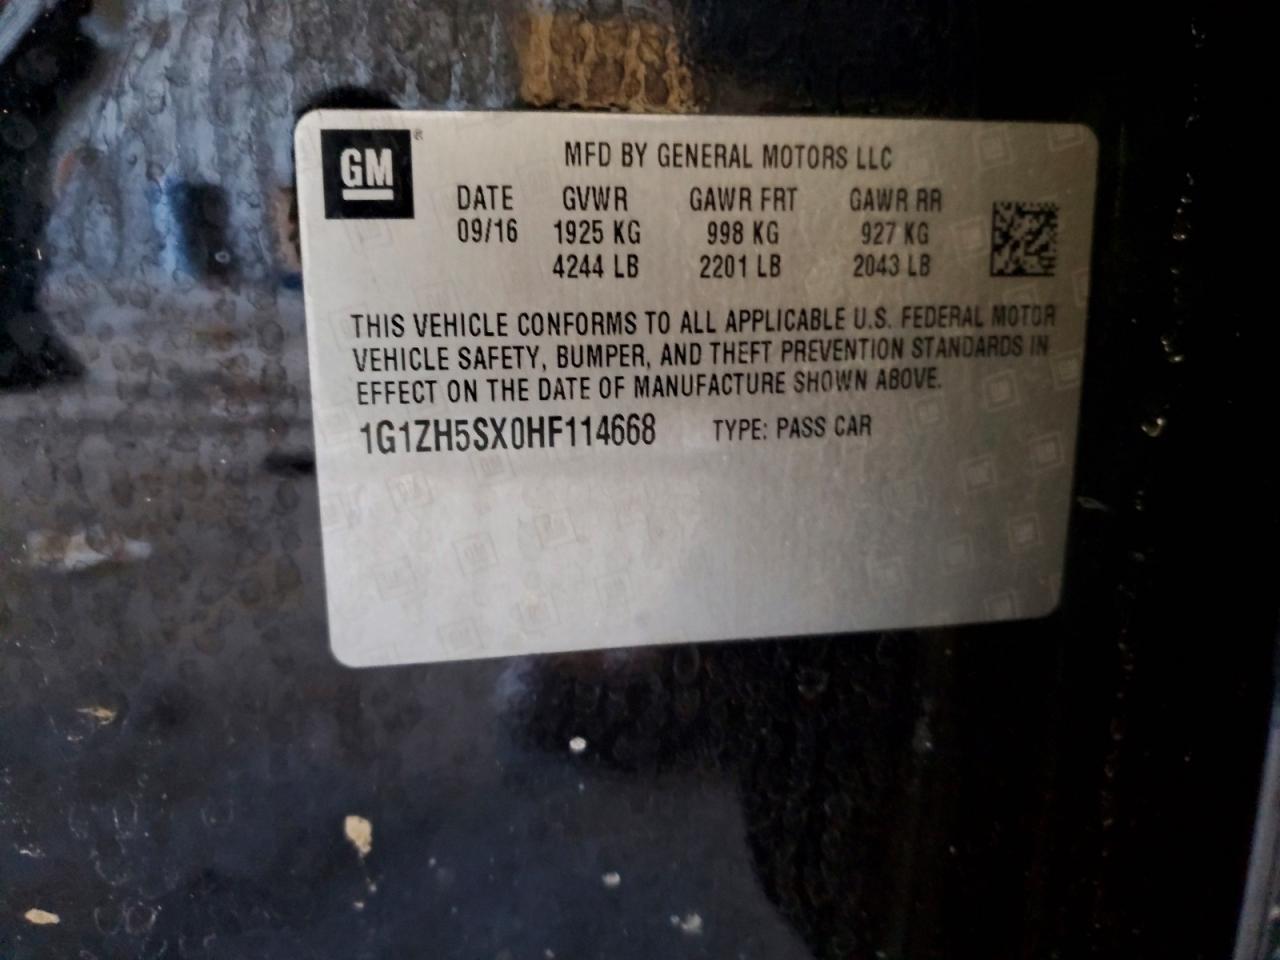 GM®
MFD BY GENERAL MOTORS LLC
DATE GVWR GAWR FRT GAWR RR
09/16 1925 KG 998 KG 927 KG
4244 LB 2201 LB 2043 LB
THIS VEHICLE CONFORMS TO ALL APPLICABLE U.S. FEDERAL MOTOR
VEHICLE SAFETY, BUMPER, AND THEFT PREVENTION STANDARDS IN
EFFECT ON THE DATE OF MANUFACTURE SHOWN ABOVE.
1G1ZH5SX0HF114668 TYPE: PASS CAR